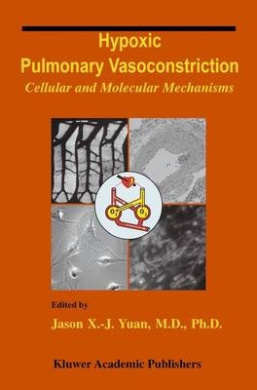 Hypoxic
Pulmonary Vasoconstriction
Cellular and Molecular Mechanisms
Edited by
Jason X.-J. Yuan, M.D., Ph.D.
Kluwer Academic Publishers